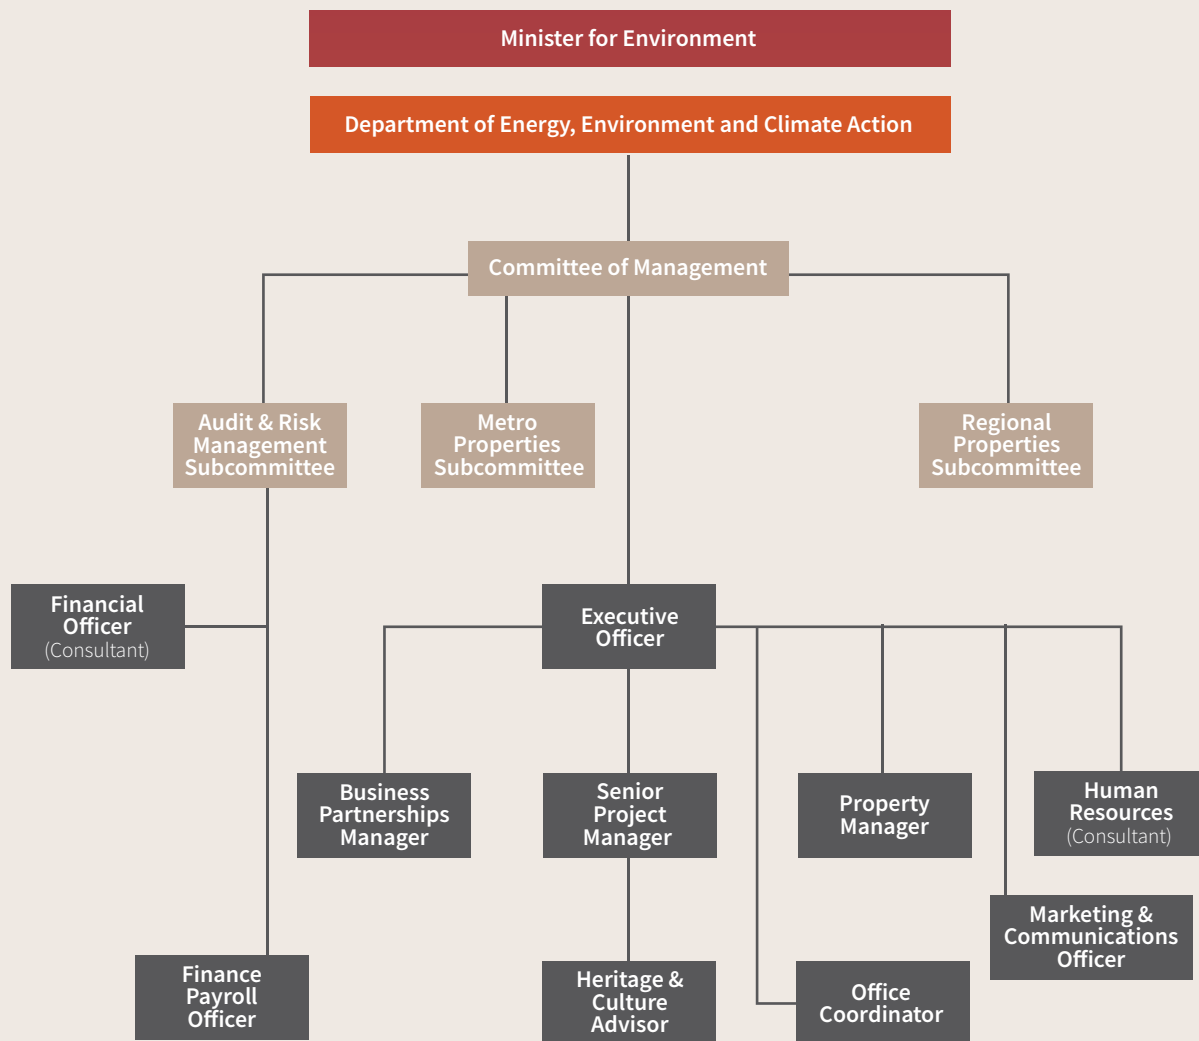 Minister for Environment
Department of Energy, Environment and Climate Action
Committee of Management
Audit & Risk
Management
Subcommittee
Metro
Properties
Subcommittee
Regional
Properties
Subcommittee
Financial
Officer
(Consultant)
Executive
Officer
Business
Partnerships
Manager
Senior
Project
Manager
Property
Manager
Human
Resources
(Consultant)
Marketing &
Communications
Officer
Finance
Payroll
Officer
Heritage &
Culture
Advisor
Office
Coordinator